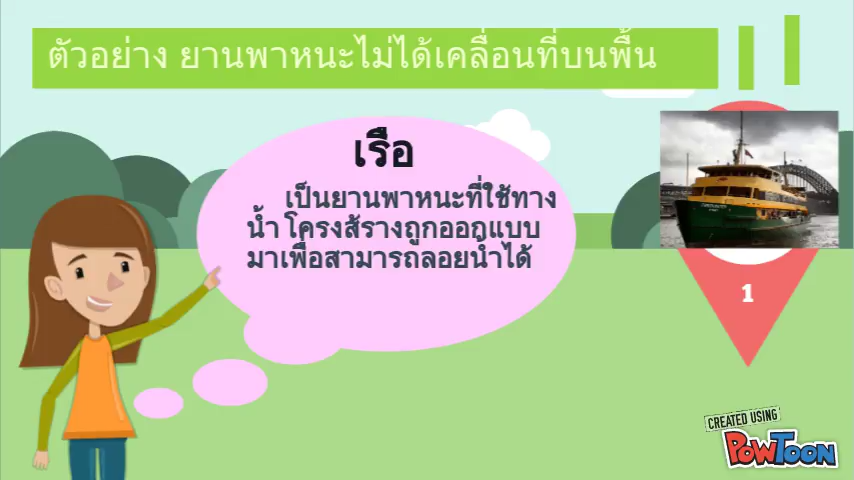 ตัวอย่าง ยานพาหนะไม่ได้เคลื่อนที่บนพื้น
เรือ
เป็นยานพาหนะที่ใช้ทาง
น้ำ โครงส้รางถูกออกแบบ
มาเพื่อสามารถลอยน้ำได้
1
CREATED USING
POWTOON